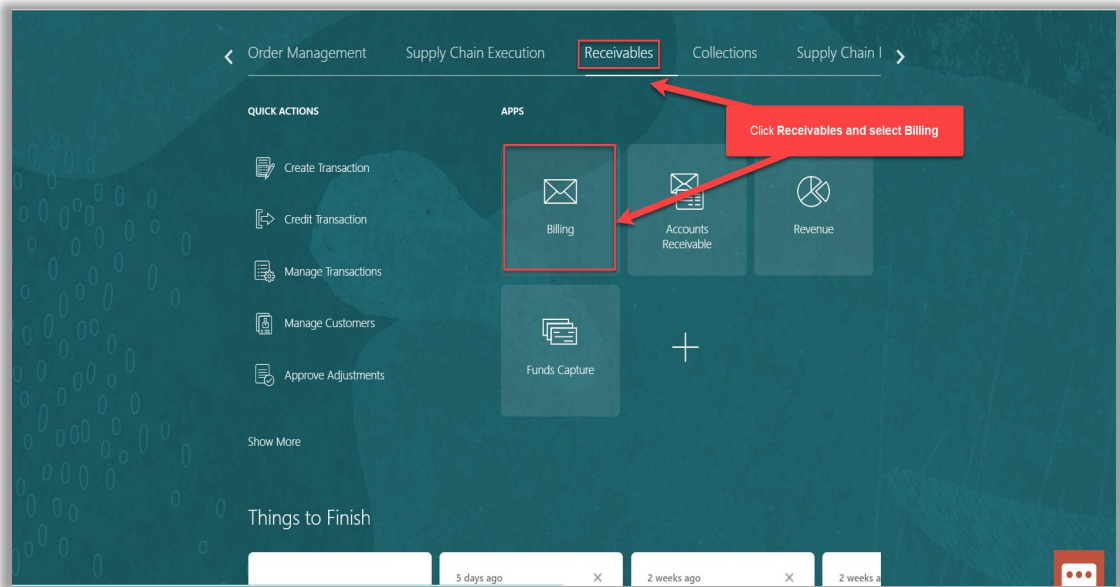 Order Management Supply Chain Execution Receivables Collections Supply Chain I
QUICK ACTIONS
APPS
Click Receivables and select Billing
Create Transaction
Credit Transaction
Manage Transactions
Manage Customers
Approve Adjustments
Show More
Billing
Accounts
Receivable
Revenue
Funds Capture
Things to Finish
5 days ago
2 weeks ago
2 weeks a